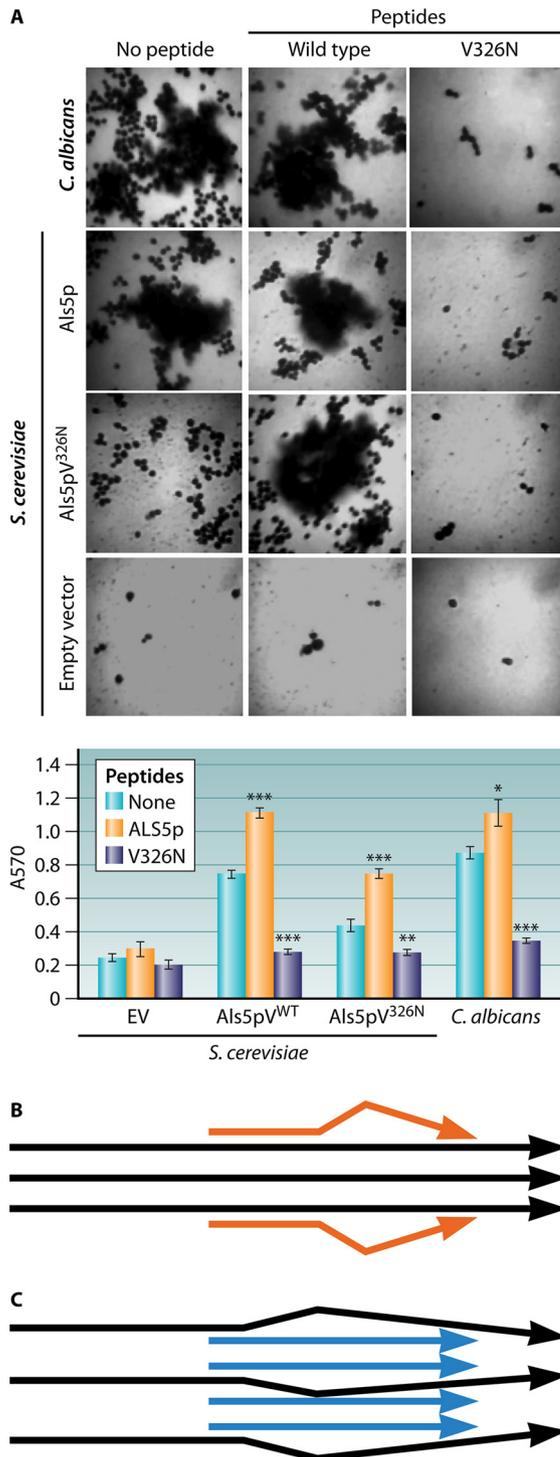 A
Peptides
No peptide
Wild type
V326N
C. albicans
S. cerevisiae
Als5p
Als5pV326N
Empty vector
A570
1.4
1.2
1.0
0.8
0.6
0.4
0.2
0
Peptides
None
ALS5p
V326N
***
***
***
**
*
***
EV
Als5pVWT
Als5pV326N
C. albicans
S. cerevisiae
B
C